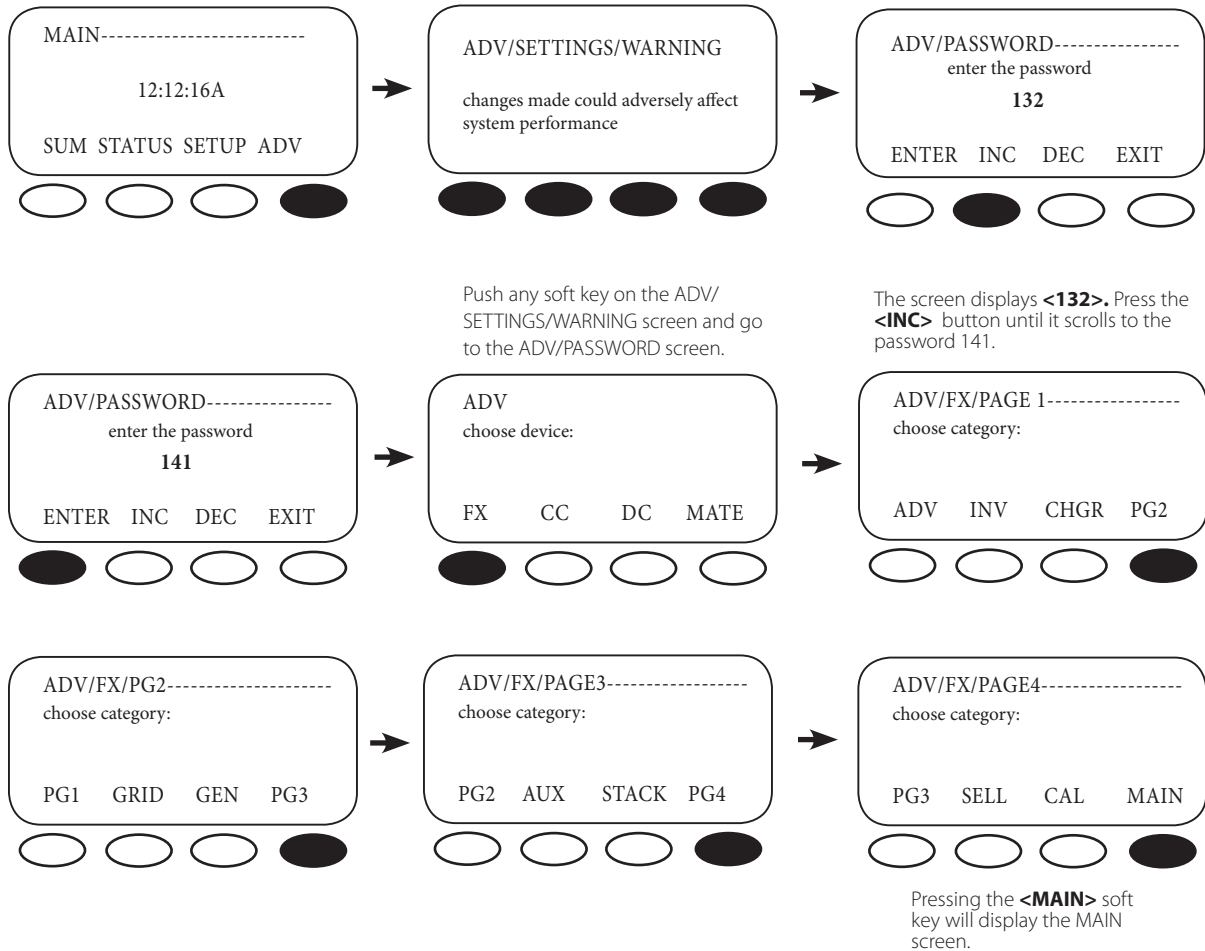 MAIN--------------------------
12:12:16A
SUM STATUS SETUP ADV
ADV/SETTINGS/WARNING
changes made could adversely affect
system performance
ADV/PASSWORD----------------
enter the password
132
ENTER INC DEC EXIT
Push any soft key on the ADV/
SETTINGS/WARNING screen and go
to the ADV/PASSWORD screen.
The screen displays <132>. Press the
<INC> button until it scrolls to the
password 141.
ADV/PASSWORD----------------
enter the password
141
ENTER INC DEC EXIT
ADV
choose device:
FX CC DC MATE
ADV/FX/PAGE 1-----------------
choose category:
ADV INV CHGR PG2
ADV/FX/PG2---------------------
choose category:
PG1 GRID GEN PG3
ADV/FX/PAGE3------------------
choose category:
PG2 AUX STACK PG4
ADV/FX/PAGE4------------------
choose category:
PG3 SELL CAL MAIN
Pressing the <MAIN> soft
key will display the MAIN
screen.